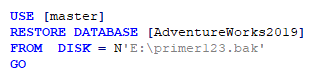 USE [master]
RESTORE DATABASE [AdventureWorks2019]
FROM DISK = N'E:\primer123.bak'
GO